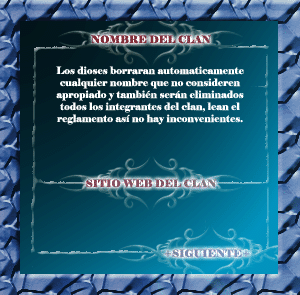 NOMBRE DEL CLAN
Los dioses borraran automaticamente
cualquier nombre que no consideren
apropiado y también serán eliminados
todos los integrantes del clan, lean el
reglamento así no hay inconvenientes.
SITIO WEB DEL CLAN
+SIGUIENTE+